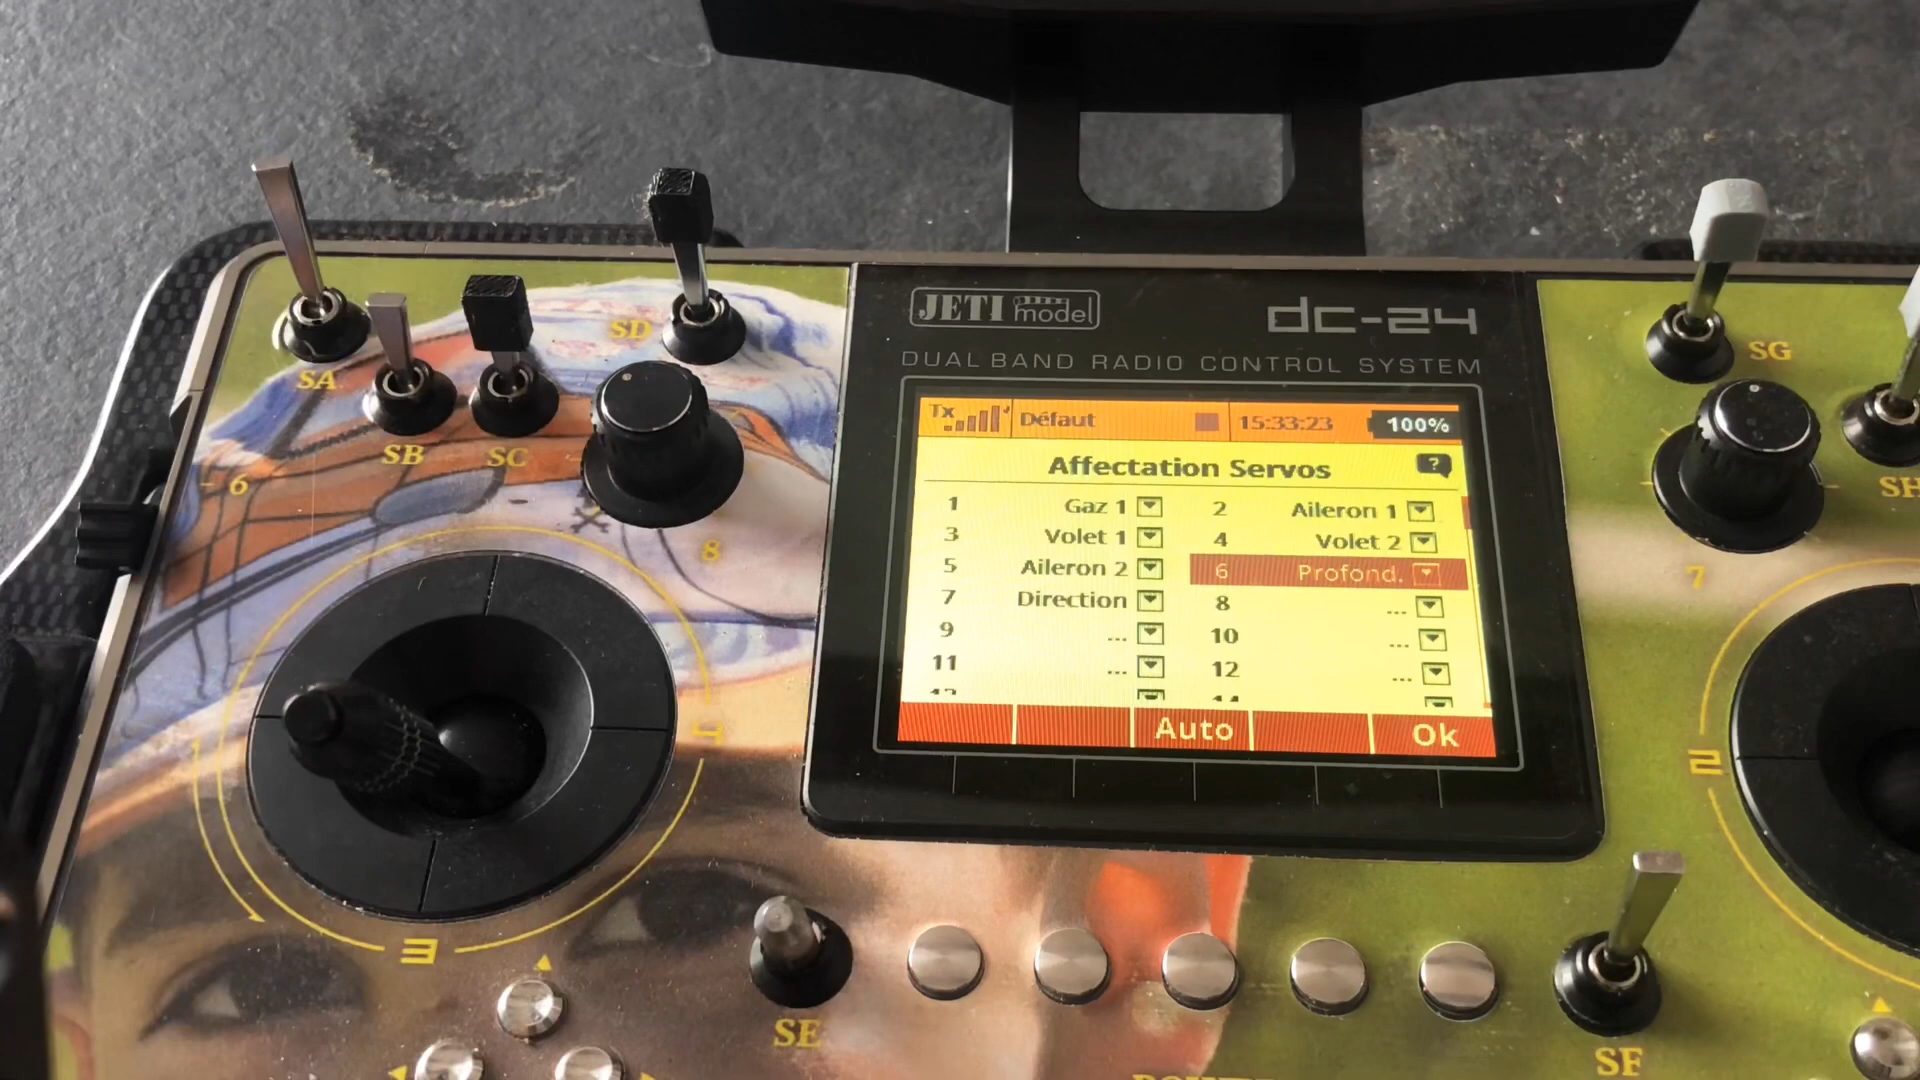 JETI model
dc-24
DUAL BAND RADIO CONTROL SYSTEM
Tx Défaut 15:33:23 100%
Affectation Servos ?
1 Gaz 1 2 Aileron 1
3 Volet 1 4 Volet 2
5 Aileron 2 6 Profond.
7 Direction 8 ...
9 ... 10 ...
11 ... 12 ...
Auto Ok
SA
SB
SC
SD
6
8
4
3
SE
SG
SH
7
2
SF